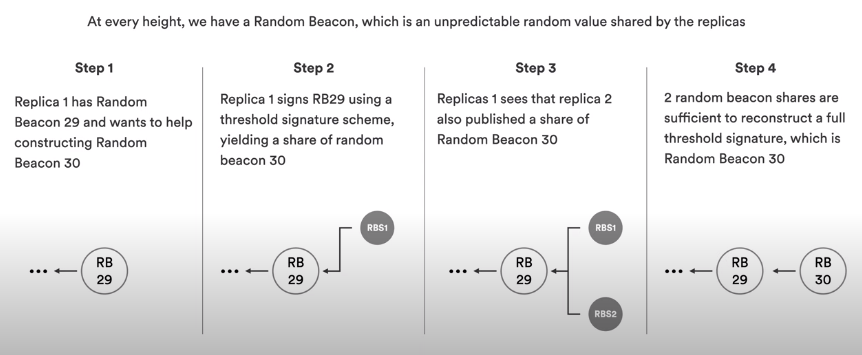 At every height, we have a Random Beacon, which is an unpredictable random value shared by the replicas
Step 1
Replica 1 has Random
Beacon 29 and wants to help
constructing Random
Beacon 30
••• RB
29
Step 2
Replica 1 signs RB29 using a
threshold signature scheme,
yielding a share of random
beacon 30
RBS1
••• RB
29
Step 3
Replicas 1 sees that replica 2
also published a share of
Random Beacon 30
RBS1
••• RB
29
RBS2
Step 4
2 random beacon shares are
sufficient to reconstruct a full
threshold signature, which is
Random Beacon 30
••• RB RB
29 30